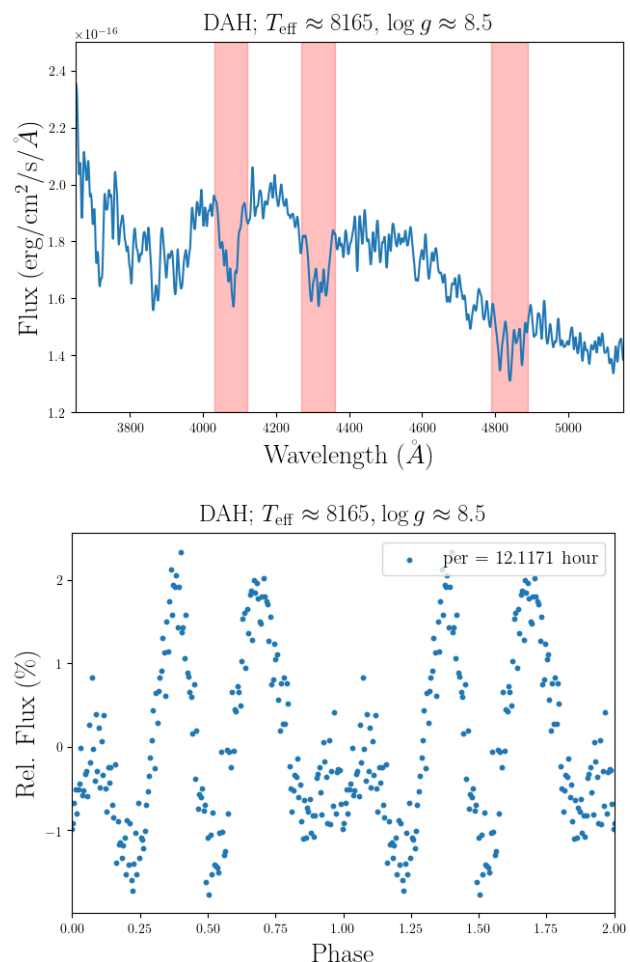 DAH; T_eff ≈ 8165, log g ≈ 8.5
×10⁻¹⁶
2.4
2.2
2.0
1.8
1.6
1.4
1.2
Flux (erg/cm²/s/Å)
3800 4000 4200 4400 4600 4800 5000
Wavelength (Å)
DAH; T_eff ≈ 8165, log g ≈ 8.5
per = 12.1171 hour
2
1
0
−1
Rel. Flux (%)
0.00 0.25 0.50 0.75 1.00 1.25 1.50 1.75 2.00
Phase